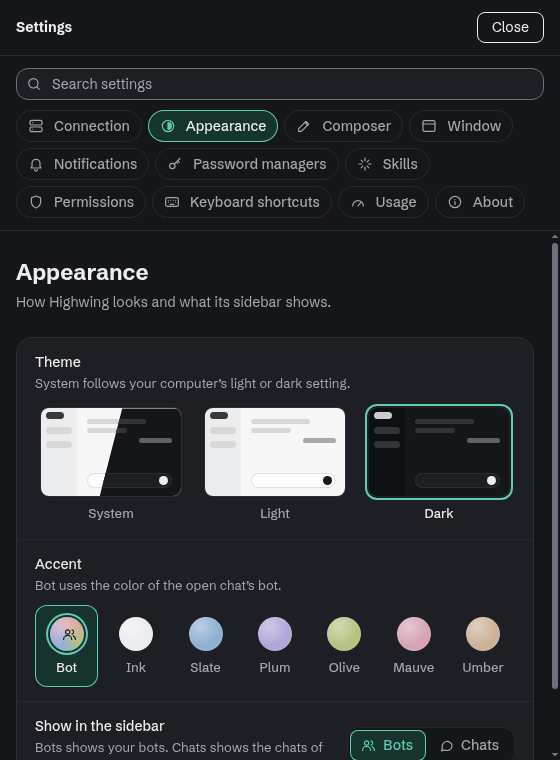 Settings
Close
Search settings
Connection
Appearance
Composer
Window
Notifications
Password managers
Skills
Permissions
Keyboard shortcuts
Usage
About
Appearance
How Highwing looks and what its sidebar shows.
Theme
System follows your computer's light or dark setting.
System
Light
Dark
Accent
Bot uses the color of the open chat's bot.
Bot
Ink
Slate
Plum
Olive
Mauve
Umber
Show in the sidebar
Bots shows your bots. Chats shows the chats of
Bots
Chats